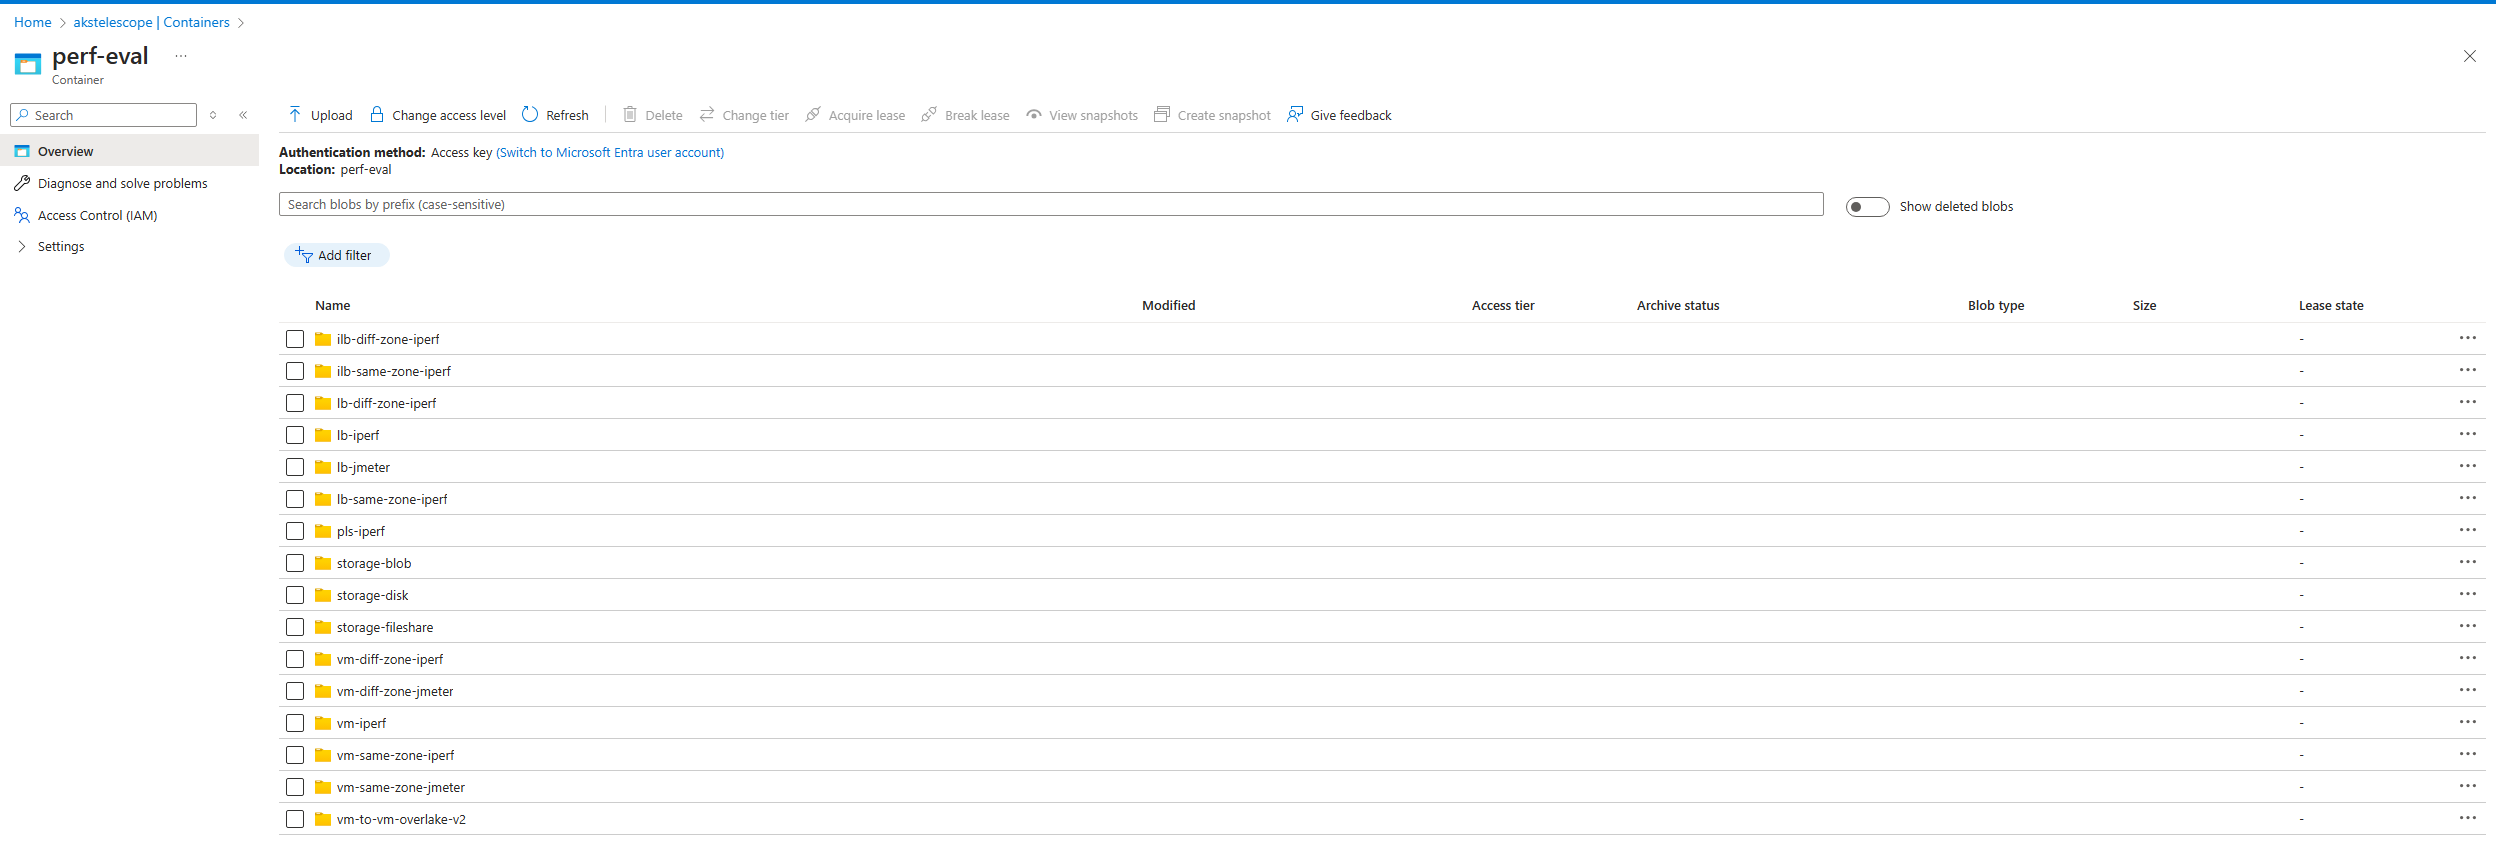 Home > akstelescope | Containers >
perf-eval ...
Container
Search
Upload Change access level Refresh Delete Change tier Acquire lease Break lease View snapshots Create snapshot Give feedback
Overview
Diagnose and solve problems
Access Control (IAM)
Settings
Authentication method: Access key (Switch to Microsoft Entra user account)
Location: perf-eval
Search blobs by prefix (case-sensitive)
Show deleted blobs
Add filter
Name Modified Access tier Archive status Blob type Size Lease state
ilb-diff-zone-iperf - ...
ilb-same-zone-iperf - ...
lb-diff-zone-iperf - ...
lb-iperf - ...
lb-jmeter - ...
lb-same-zone-iperf - ...
pls-iperf - ...
storage-blob - ...
storage-disk - ...
storage-fileshare - ...
vm-diff-zone-iperf - ...
vm-diff-zone-jmeter - ...
vm-iperf - ...
vm-same-zone-iperf - ...
vm-same-zone-jmeter - ...
vm-to-vm-overlake-v2 - ...